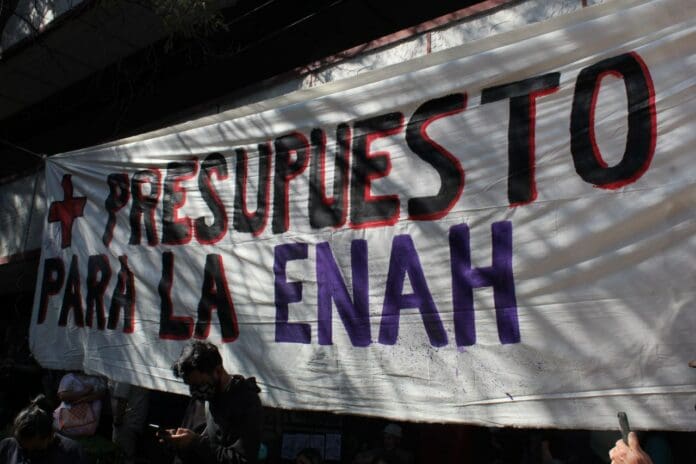 + PRESUPUESTO
PARA LA ENAH